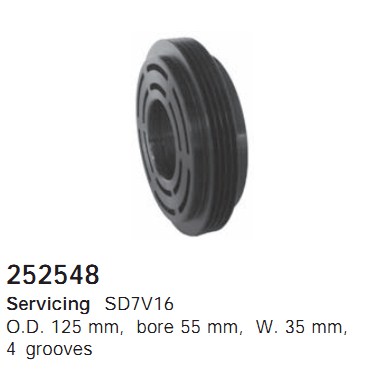 252548
Servicing SD7V16
O.D. 125 mm, bore 55 mm, W. 35 mm,
4 grooves